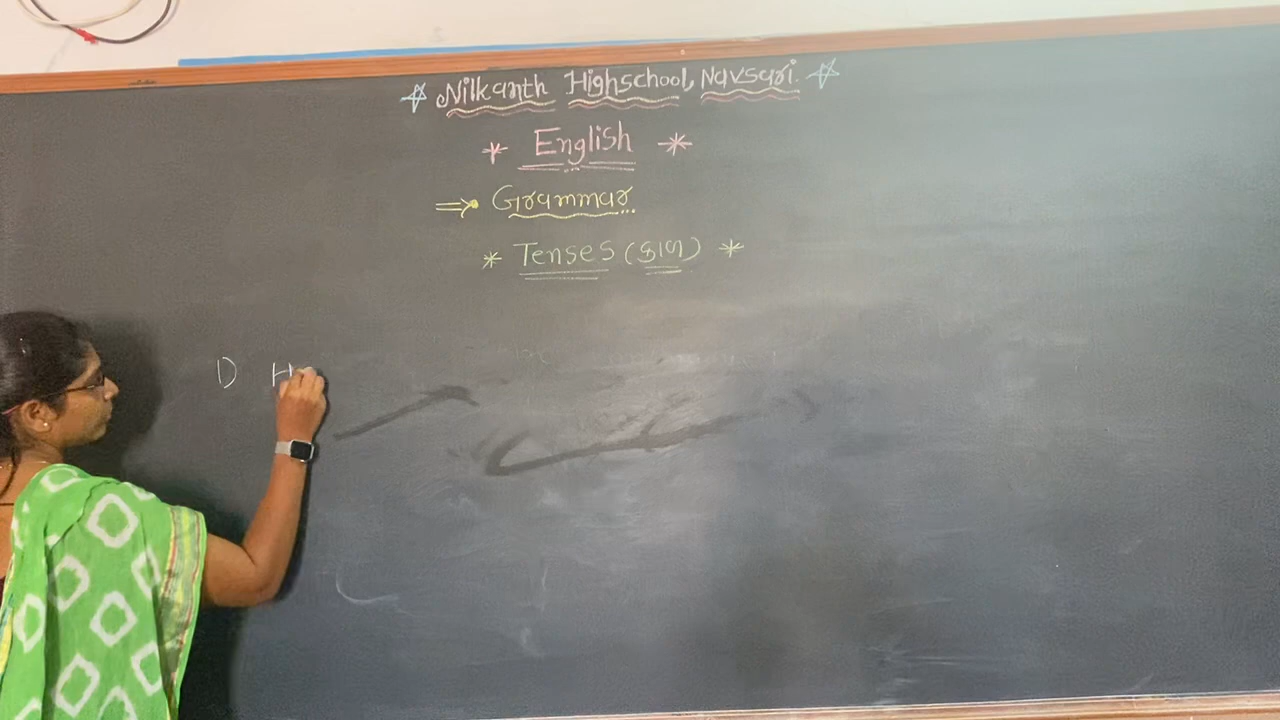 ☆ Nilkanth Highschool, Navsari. ☆
* English *
⇒ Grammar...
* Tenses (કાળ) *
D H